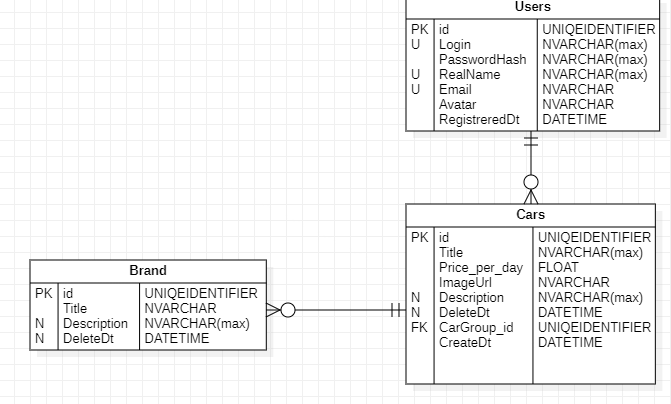 Users
PK id UNIQEIDENTIFIER
U Login NVARCHAR(max)
PasswordHash NVARCHAR(max)
U RealName NVARCHAR(max)
U Email NVARCHAR
Avatar NVARCHAR
RegistreredDt DATETIME
Cars
PK id UNIQEIDENTIFIER
Title NVARCHAR(max)
Price_per_day FLOAT
ImageUrl NVARCHAR
N Description NVARCHAR(max)
N DeleteDt DATETIME
FK CarGroup_id UNIQEIDENTIFIER
CreateDt DATETIME
Brand
PK id UNIQEIDENTIFIER
Title NVARCHAR
N Description NVARCHAR(max)
N DeleteDt DATETIME